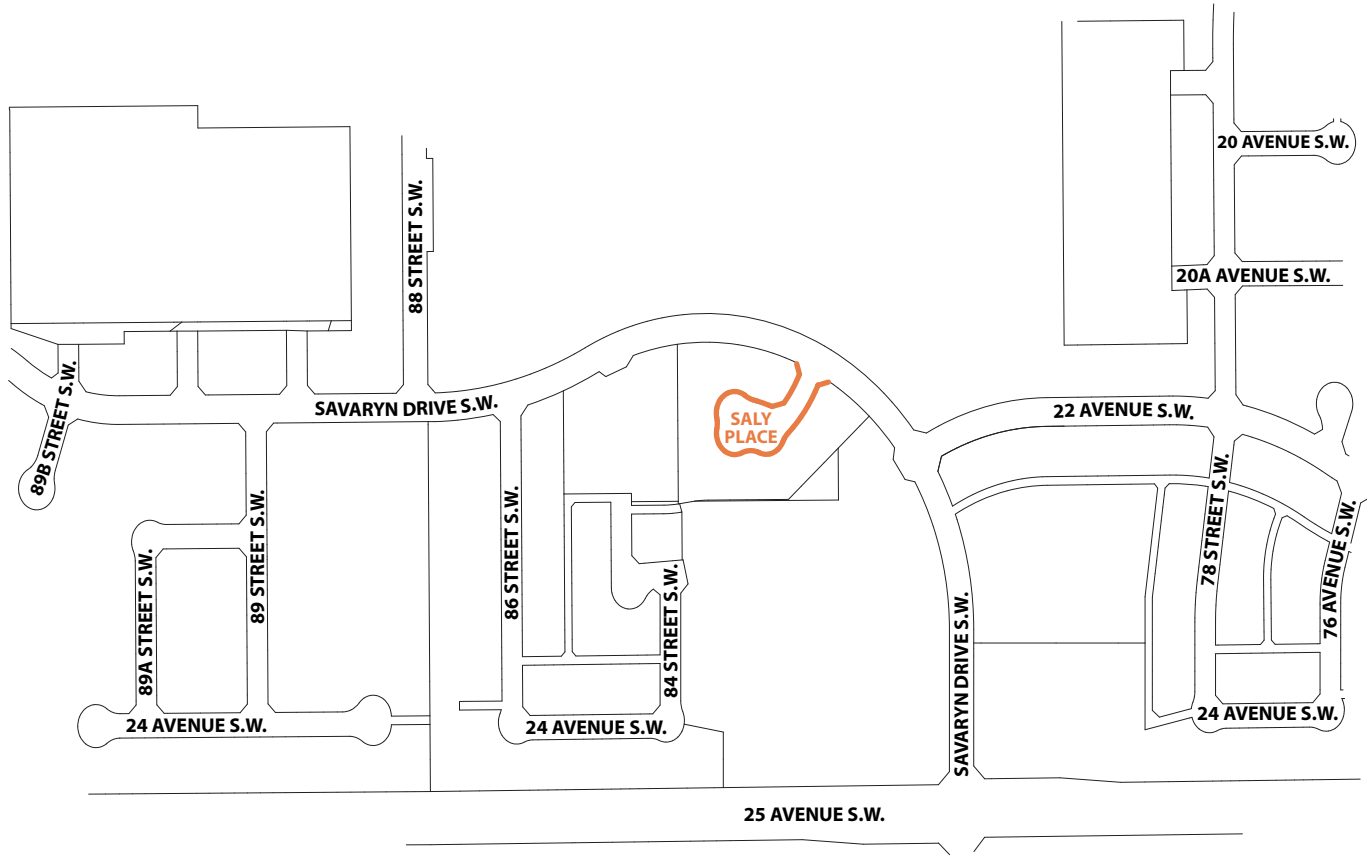 20 AVENUE S.W.
88 STREET S.W.
20A AVENUE S.W.
89B STREET S.W.
SAVARYN DRIVE S.W.
SALY
PLACE
22 AVENUE S.W.
89 STREET S.W.
86 STREET S.W.
78 STREET S.W.
76 AVENUE S.W.
89A STREET S.W.
84 STREET S.W.
SAVARYN DRIVE S.W.
24 AVENUE S.W.
24 AVENUE S.W.
24 AVENUE S.W.
25 AVENUE S.W.